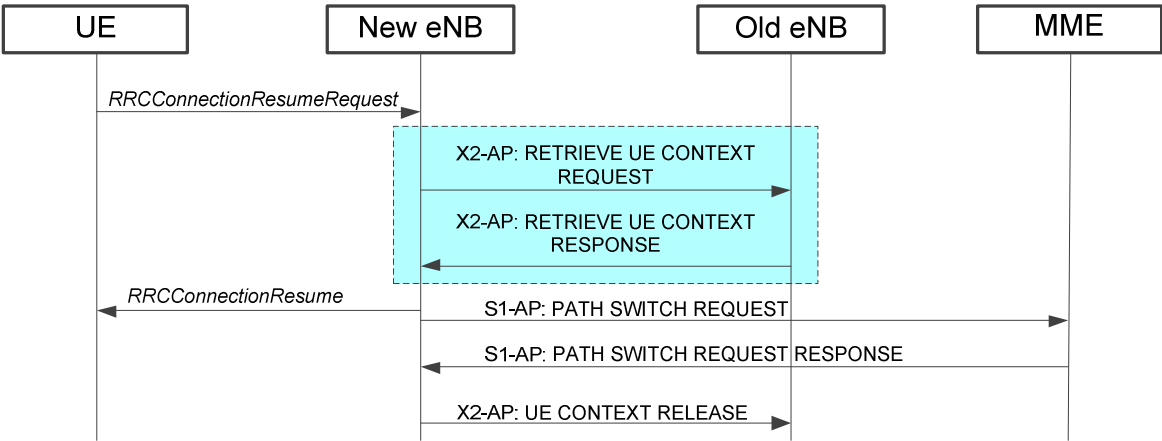 UE
New eNB
Old eNB
MME
RRCConnectionResumeRequest
X2-AP: RETRIEVE UE CONTEXT
REQUEST
X2-AP: RETRIEVE UE CONTEXT
RESPONSE
RRCConnectionResume
S1-AP: PATH SWITCH REQUEST
S1-AP: PATH SWITCH REQUEST RESPONSE
X2-AP: UE CONTEXT RELEASE